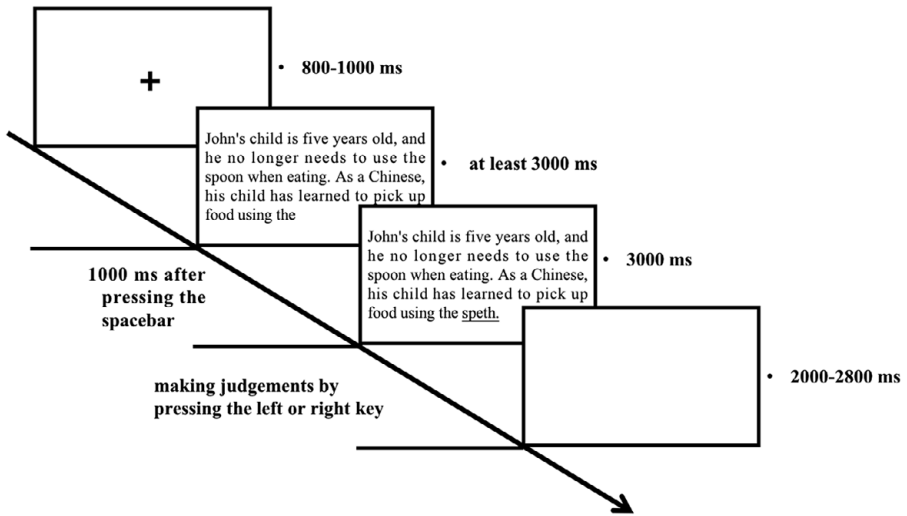 +
800-1000 ms
John's child is five years old, and
he no longer needs to use the
spoon when eating. As a Chinese,
his child has learned to pick up
food using the
at least 3000 ms
1000 ms after
pressing the
spacebar
John's child is five years old, and
he no longer needs to use the
spoon when eating. As a Chinese,
his child has learned to pick up
food using the speth.
3000 ms
making judgements by
pressing the left or right key
2000-2800 ms